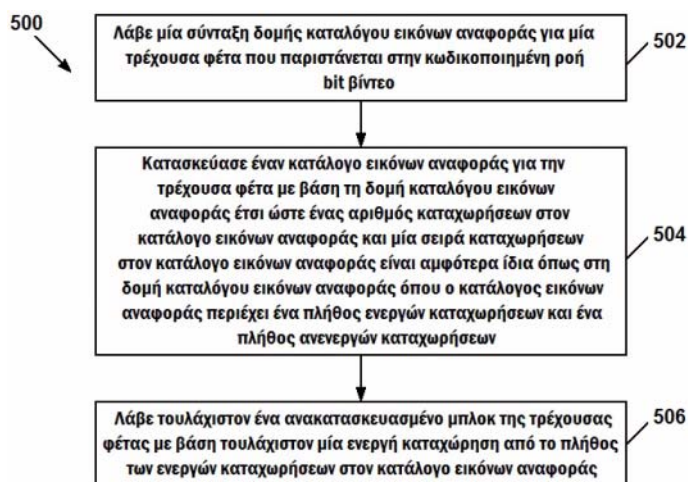 500
Λάβε μία σύνταξη δομής καταλόγου εικόνων αναφοράς για μία
τρέχουσα φέτα που παριστάνεται στην κωδικοποιημένη ροή
bit βίντεο
502
Κατασκεύασε έναν κατάλογο εικόνων αναφοράς για την
τρέχουσα φέτα με βάση τη δομή καταλόγου εικόνων
αναφοράς έτσι ώστε ένας αριθμός καταχωρήσεων στον
κατάλογο εικόνων αναφοράς και μία σειρά καταχωρήσεων
στον κατάλογο εικόνων αναφοράς είναι αμφότερα ίδια όπως στη
δομή καταλόγου εικόνων αναφοράς όπου ο κατάλογος εικόνων
αναφοράς περιέχει ένα πλήθος ενεργών καταχωρήσεων και ένα
πλήθος ανενεργών καταχωρήσεων
504
Λάβε τουλάχιστον ένα ανακατασκευασμένο μπλοκ της τρέχουσας
φέτας με βάση τουλάχιστον μία ενεργή καταχώρηση από το πλήθος
των ενεργών καταχωρήσεων στον κατάλογο εικόνων αναφοράς
506